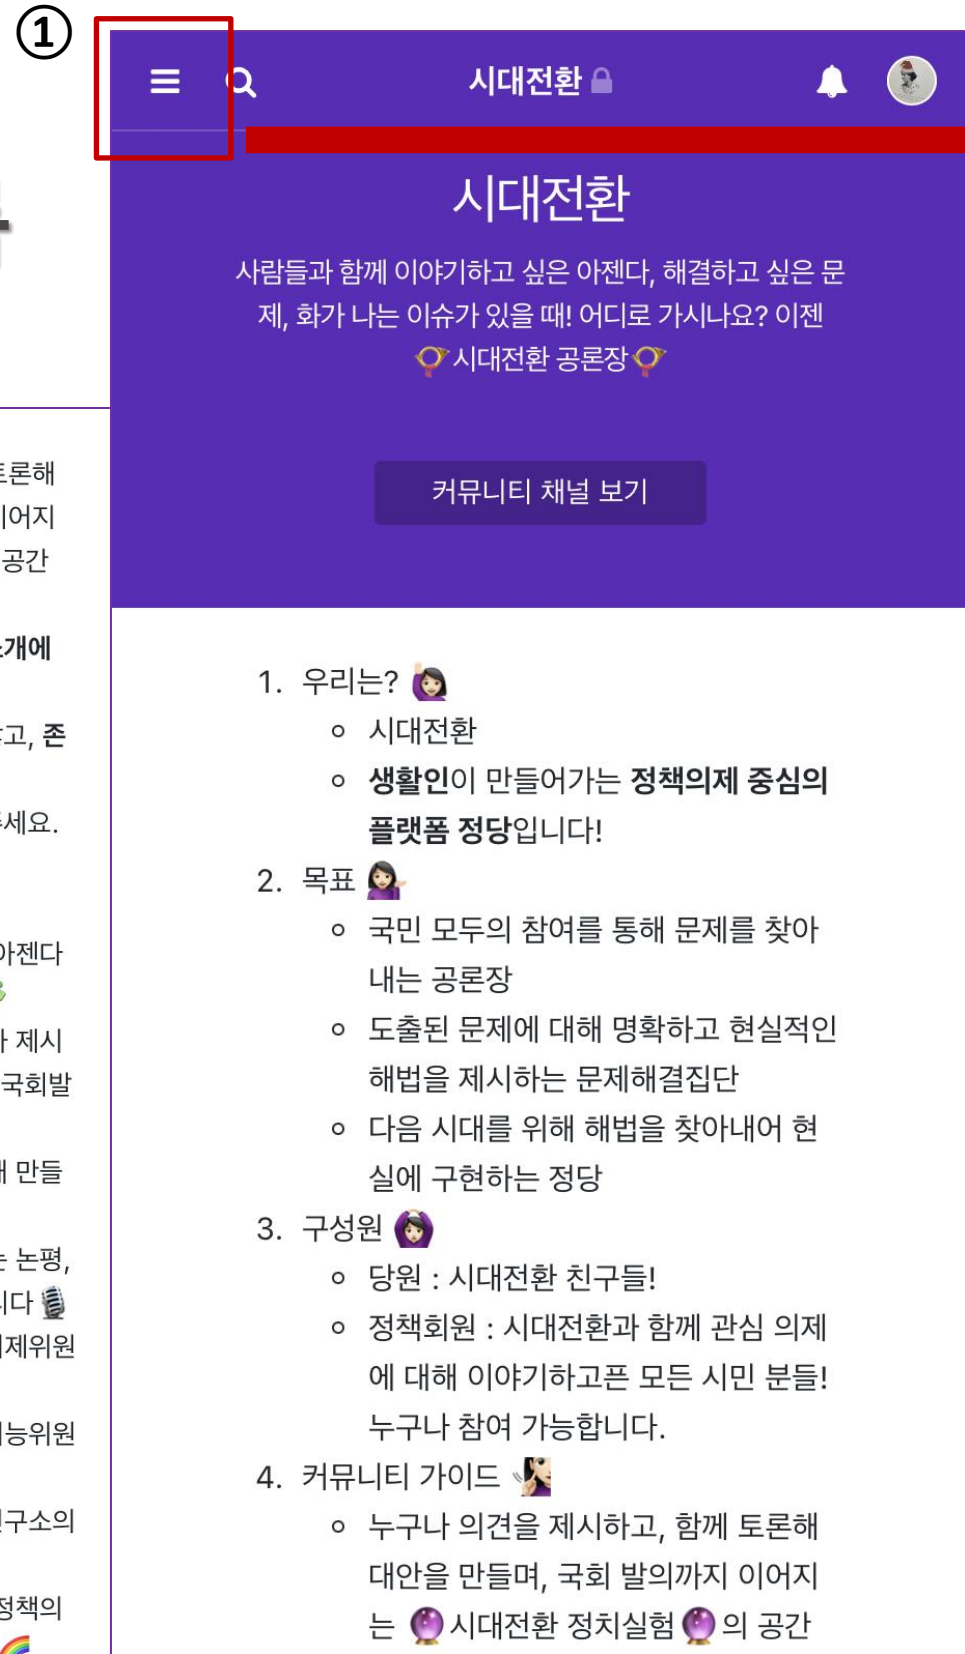 ①
시대전환
시대전환
사람들과 함께 이야기하고 싶은 아젠다, 해결하고 싶은 문
제, 화가 나는 이슈가 있을 때! 어디로 가시나요? 이젠
시대전환 공론장
커뮤니티 채널 보기
1. 우리는?
시대전환
생활인이 만들어가는 정책의제 중심의
플랫폼 정당입니다!
2. 목표
국민 모두의 참여를 통해 문제를 찾아
내는 공론장
도출된 문제에 대해 명확하고 현실적인
해법을 제시하는 문제해결집단
다음 시대를 위해 해법을 찾아내어 현
실에 구현하는 정당
3. 구성원
당원 : 시대전환 친구들!
정책회원 : 시대전환과 함께 관심 의제
에 대해 이야기하고픈 모든 시민 분들!
누구나 참여 가능합니다.
4. 커뮤니티 가이드
누구나 의견을 제시하고, 함께 토론해
대안을 만들며, 국회 발의까지 이어지
는 시대전환 정치실험 의 공간
공간
존
제시
국회발
만들
논평,